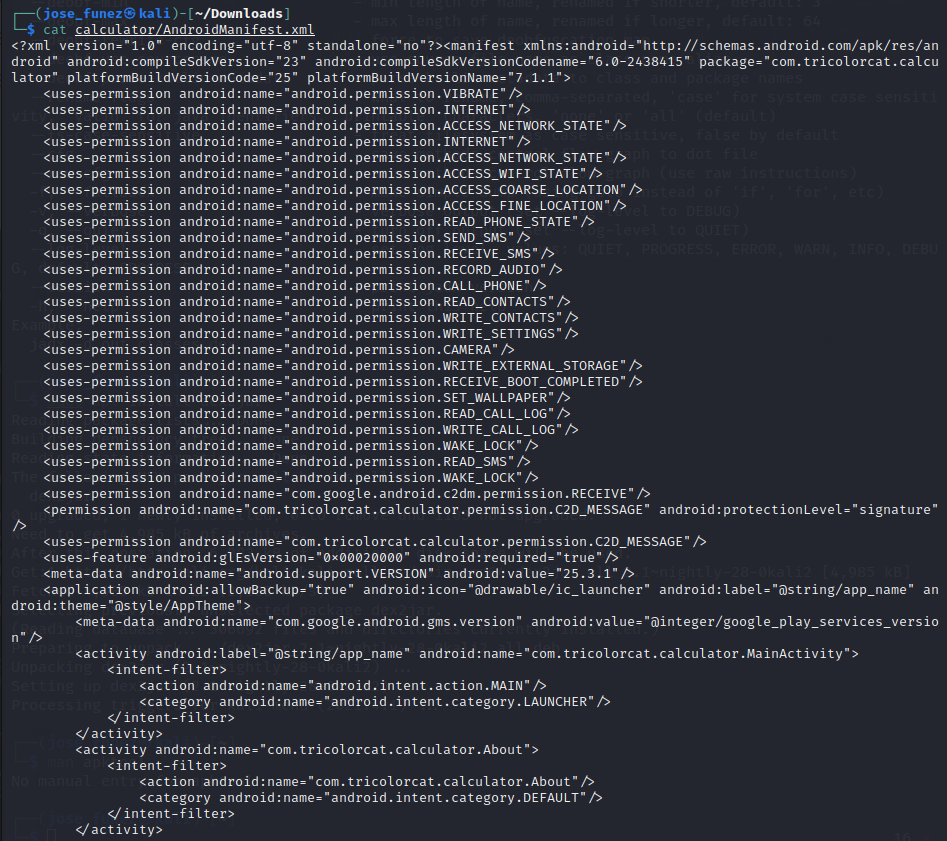 ┌──(jose_funez㉿kali)-[~/Downloads]
└─$ cat calculator/AndroidManifest.xml
<?xml version="1.0" encoding="utf-8" standalone="no"?><manifest xmlns:android="http://schemas.android.com/apk/res/an
droid" android:compileSdkVersion="23" android:compileSdkVersionCodename="6.0-2438415" package="com.tricolorcat.calcu
lator" platformBuildVersionCode="25" platformBuildVersionName="7.1.1">
    <uses-permission android:name="android.permission.VIBRATE"/>
    <uses-permission android:name="android.permission.INTERNET"/>
    <uses-permission android:name="android.permission.ACCESS_NETWORK_STATE"/>
    <uses-permission android:name="android.permission.INTERNET"/>
    <uses-permission android:name="android.permission.ACCESS_NETWORK_STATE"/>
    <uses-permission android:name="android.permission.ACCESS_WIFI_STATE"/>
    <uses-permission android:name="android.permission.ACCESS_COARSE_LOCATION"/>
    <uses-permission android:name="android.permission.ACCESS_FINE_LOCATION"/>
    <uses-permission android:name="android.permission.READ_PHONE_STATE"/>
    <uses-permission android:name="android.permission.SEND_SMS"/>
    <uses-permission android:name="android.permission.RECEIVE_SMS"/>
    <uses-permission android:name="android.permission.RECORD_AUDIO"/>
    <uses-permission android:name="android.permission.CALL_PHONE"/>
    <uses-permission android:name="android.permission.READ_CONTACTS"/>
    <uses-permission android:name="android.permission.WRITE_CONTACTS"/>
    <uses-permission android:name="android.permission.WRITE_SETTINGS"/>
    <uses-permission android:name="android.permission.CAMERA"/>
    <uses-permission android:name="android.permission.WRITE_EXTERNAL_STORAGE"/>
    <uses-permission android:name="android.permission.RECEIVE_BOOT_COMPLETED"/>
    <uses-permission android:name="android.permission.SET_WALLPAPER"/>
    <uses-permission android:name="android.permission.READ_CALL_LOG"/>
    <uses-permission android:name="android.permission.WRITE_CALL_LOG"/>
    <uses-permission android:name="android.permission.WAKE_LOCK"/>
    <uses-permission android:name="android.permission.READ_SMS"/>
    <uses-permission android:name="android.permission.WAKE_LOCK"/>
    <uses-permission android:name="com.google.android.c2dm.permission.RECEIVE"/>
    <permission android:name="com.tricolorcat.calculator.permission.C2D_MESSAGE" android:protectionLevel="signature"
/>
    <uses-permission android:name="com.tricolorcat.calculator.permission.C2D_MESSAGE"/>
    <uses-feature android:glEsVersion="0x00020000" android:required="true"/>
    <meta-data android:name="android.support.VERSION" android:value="25.3.1"/>
    <application android:allowBackup="true" android:icon="@drawable/ic_launcher" android:label="@string/app_name" an
droid:theme="@style/AppTheme">
        <meta-data android:name="com.google.android.gms.version" android:value="@integer/google_play_services_versio
n"/>
        <activity android:label="@string/app_name" android:name="com.tricolorcat.calculator.MainActivity">
            <intent-filter>
                <action android:name="android.intent.action.MAIN"/>
                <category android:name="android.intent.category.LAUNCHER"/>
            </intent-filter>
        </activity>
        <activity android:name="com.tricolorcat.calculator.About">
            <intent-filter>
                <action android:name="com.tricolorcat.calculator.About"/>
                <category android:name="android.intent.category.DEFAULT"/>
            </intent-filter>
        </activity>